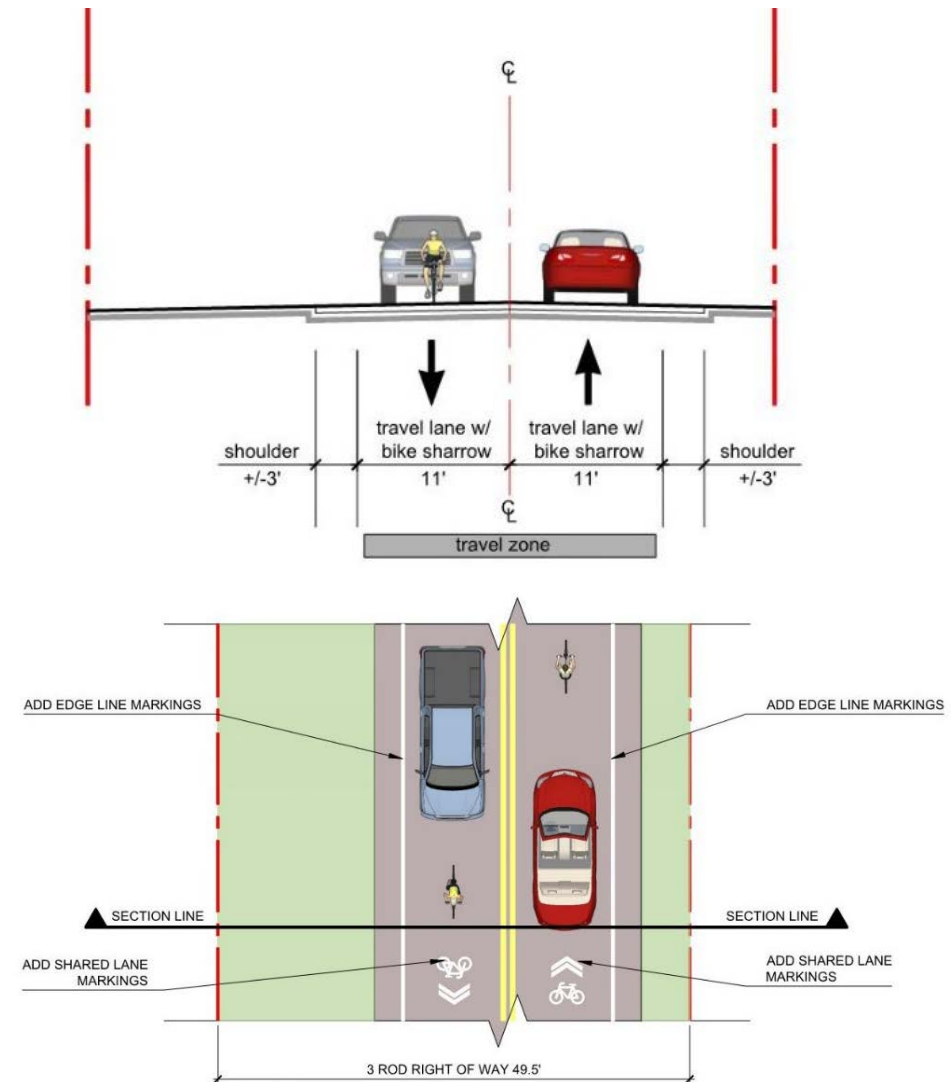 ℄
travel lane w/
bike sharrow
11'
travel lane w/
bike sharrow
11'
shoulder
+/-3'
shoulder
+/-3'
℄
travel zone
ADD EDGE LINE MARKINGS
ADD EDGE LINE MARKINGS
SECTION LINE
SECTION LINE
ADD SHARED LANE
MARKINGS
ADD SHARED LANE
MARKINGS
3 ROD RIGHT OF WAY 49.5'